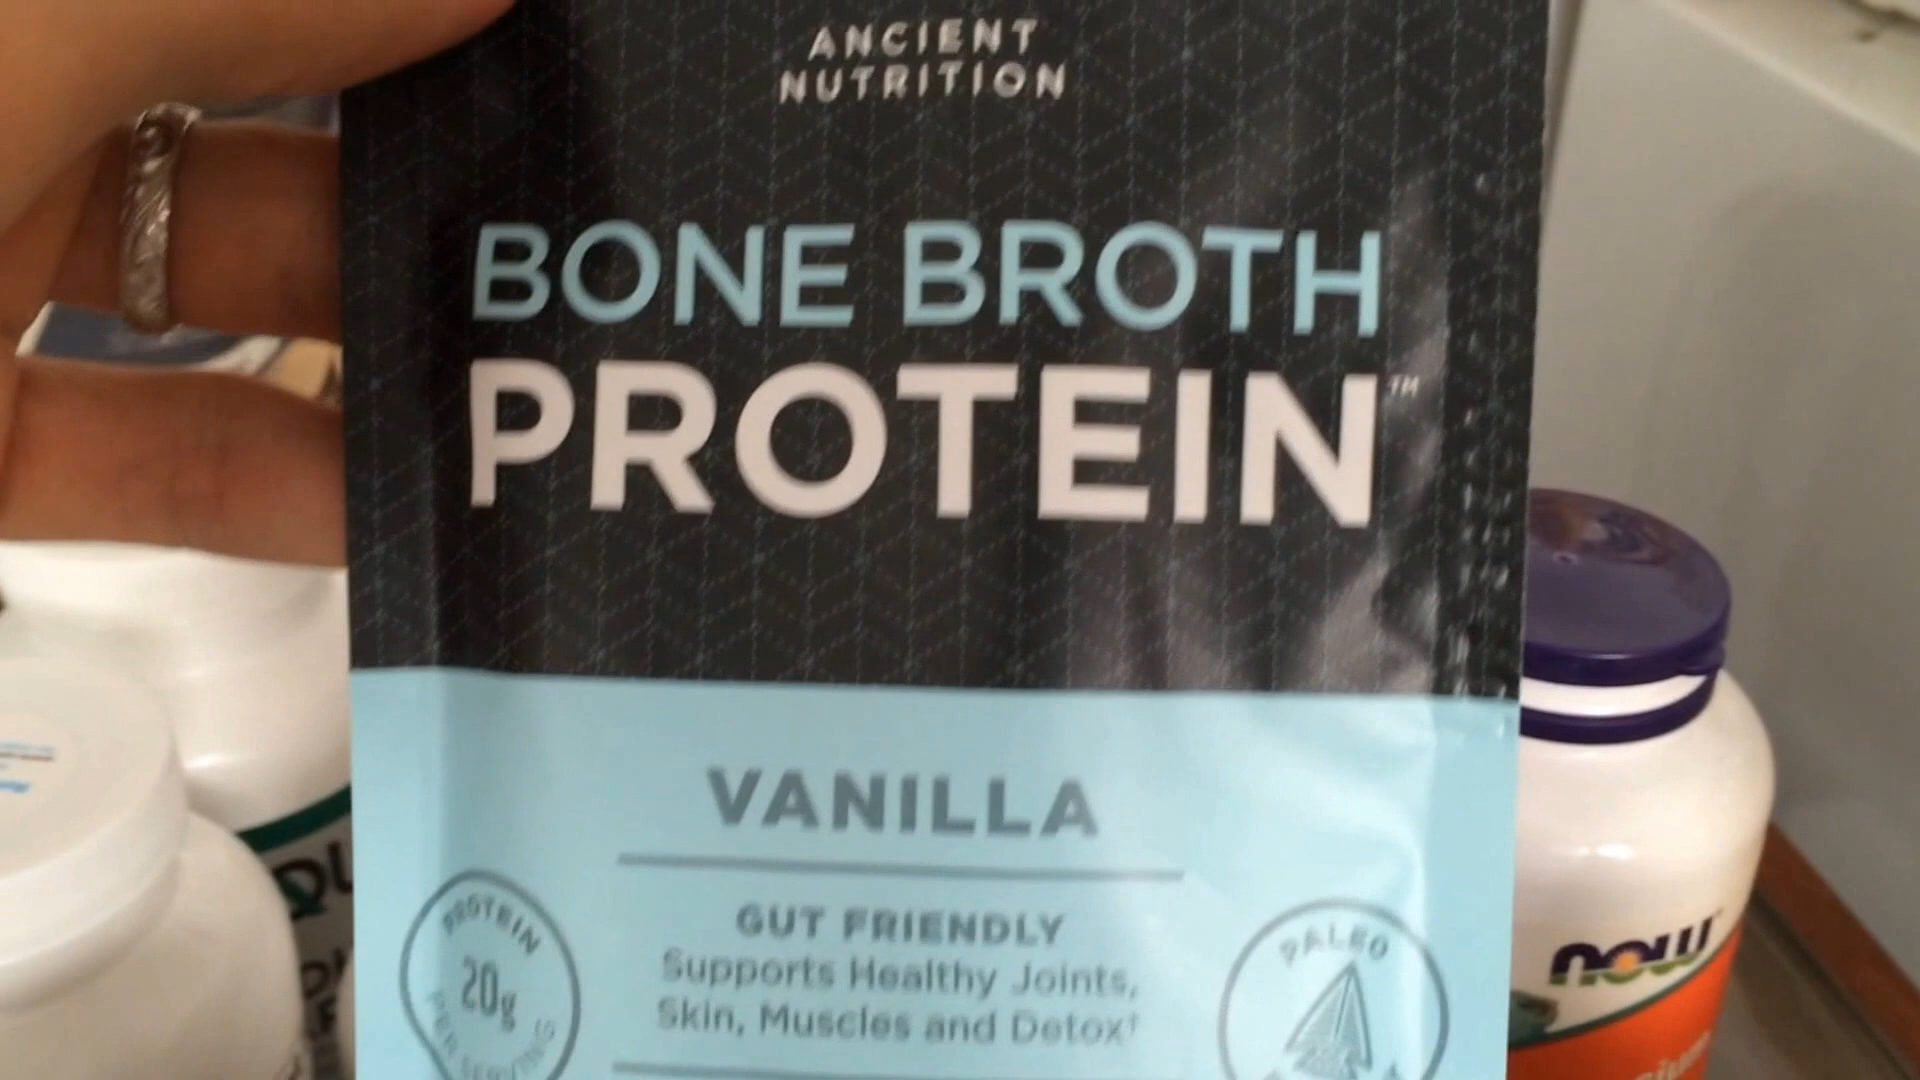 ANCIENT
NUTRITION
BONE BROTH
PROTEIN™
VANILLA
GUT FRIENDLY
Supports Healthy Joints,
Skin, Muscles and Detox†
PROTEIN
20g
PER SERVING
PALEO
now